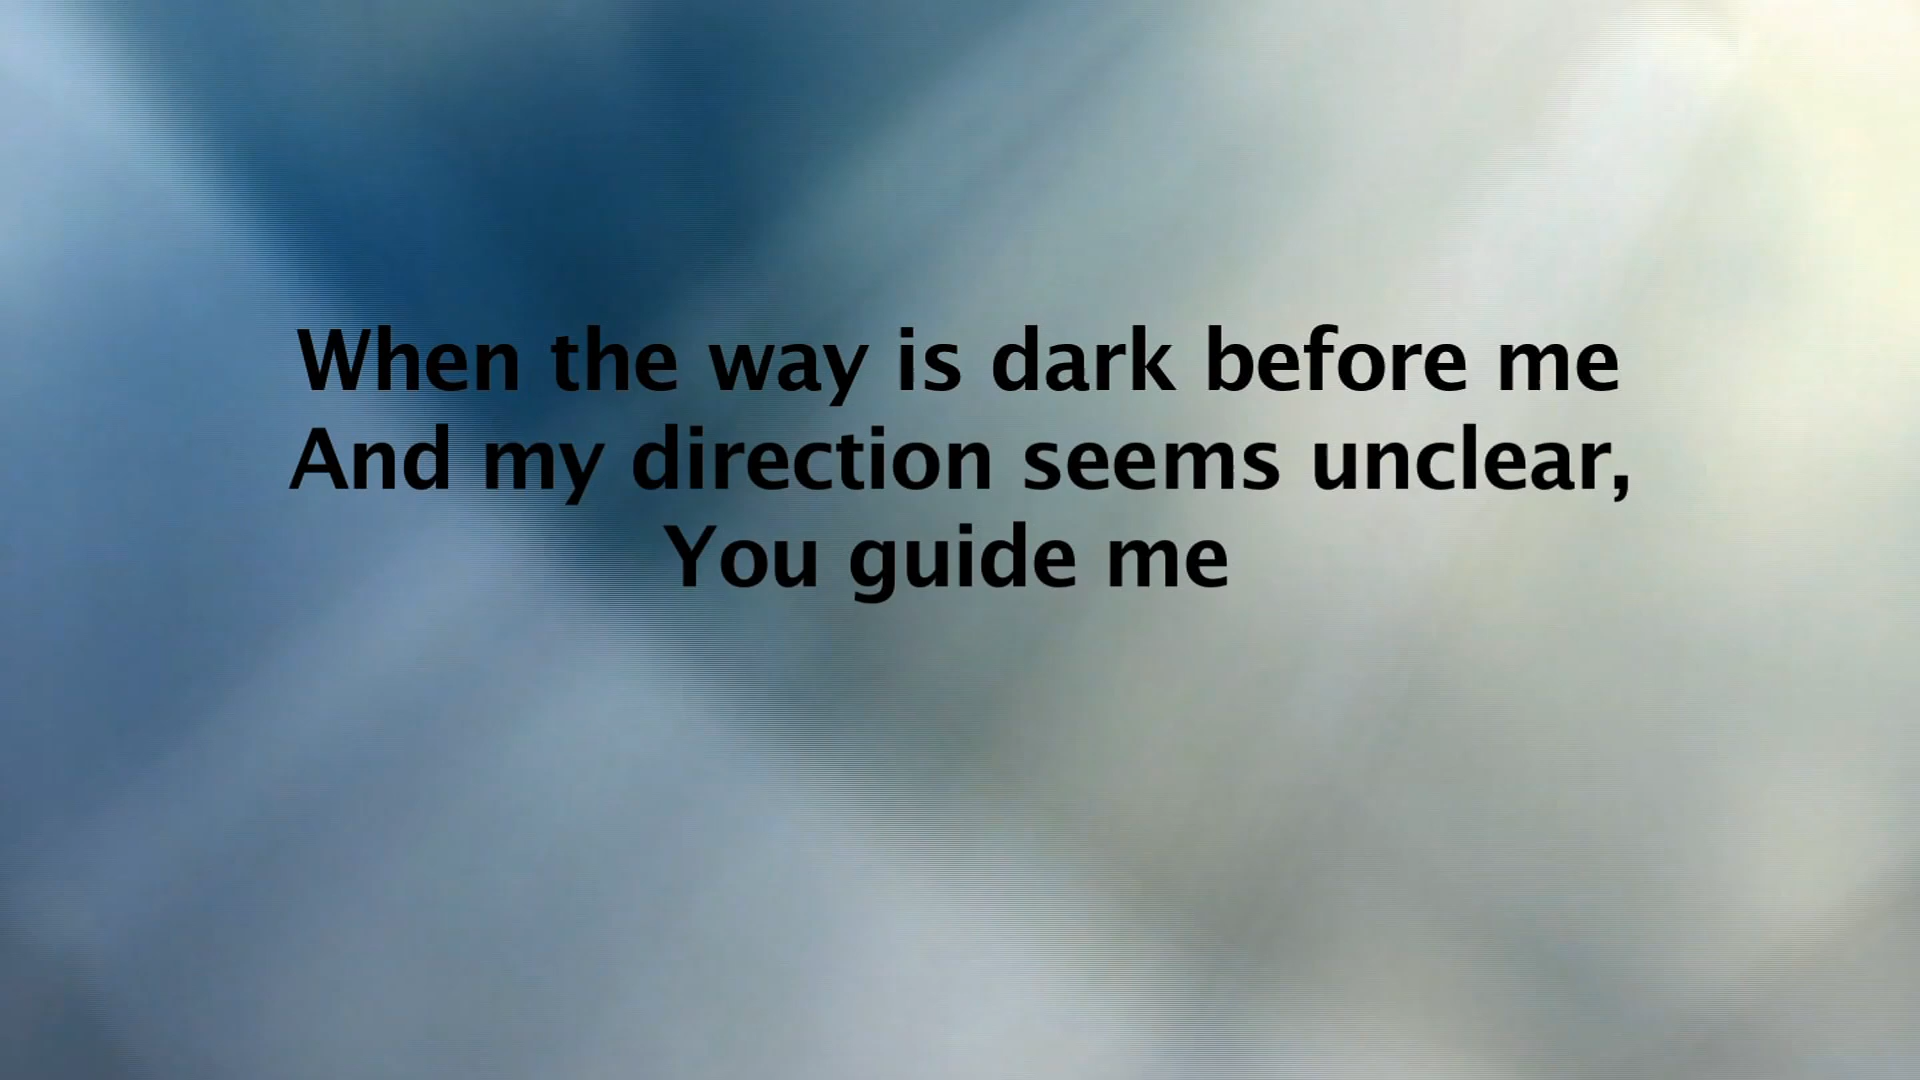 When the way is dark before me
And my direction seems unclear,
You guide me